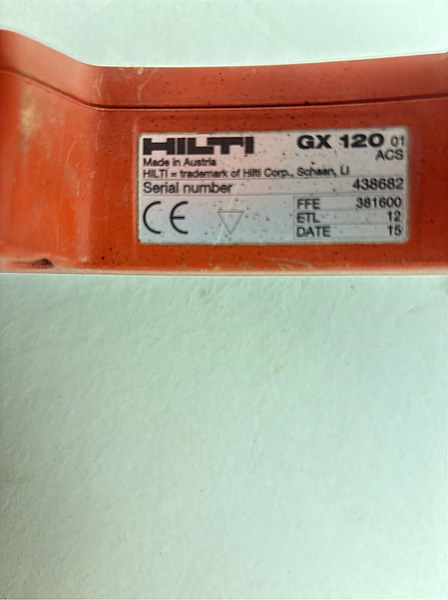 HILTI GX 120 01
ACS
Made in Austria
HILTI = trademark of Hilti Corp., Schaan, LI
Serial number 438682
CE
FFE 381600
ETL 12
DATE 15